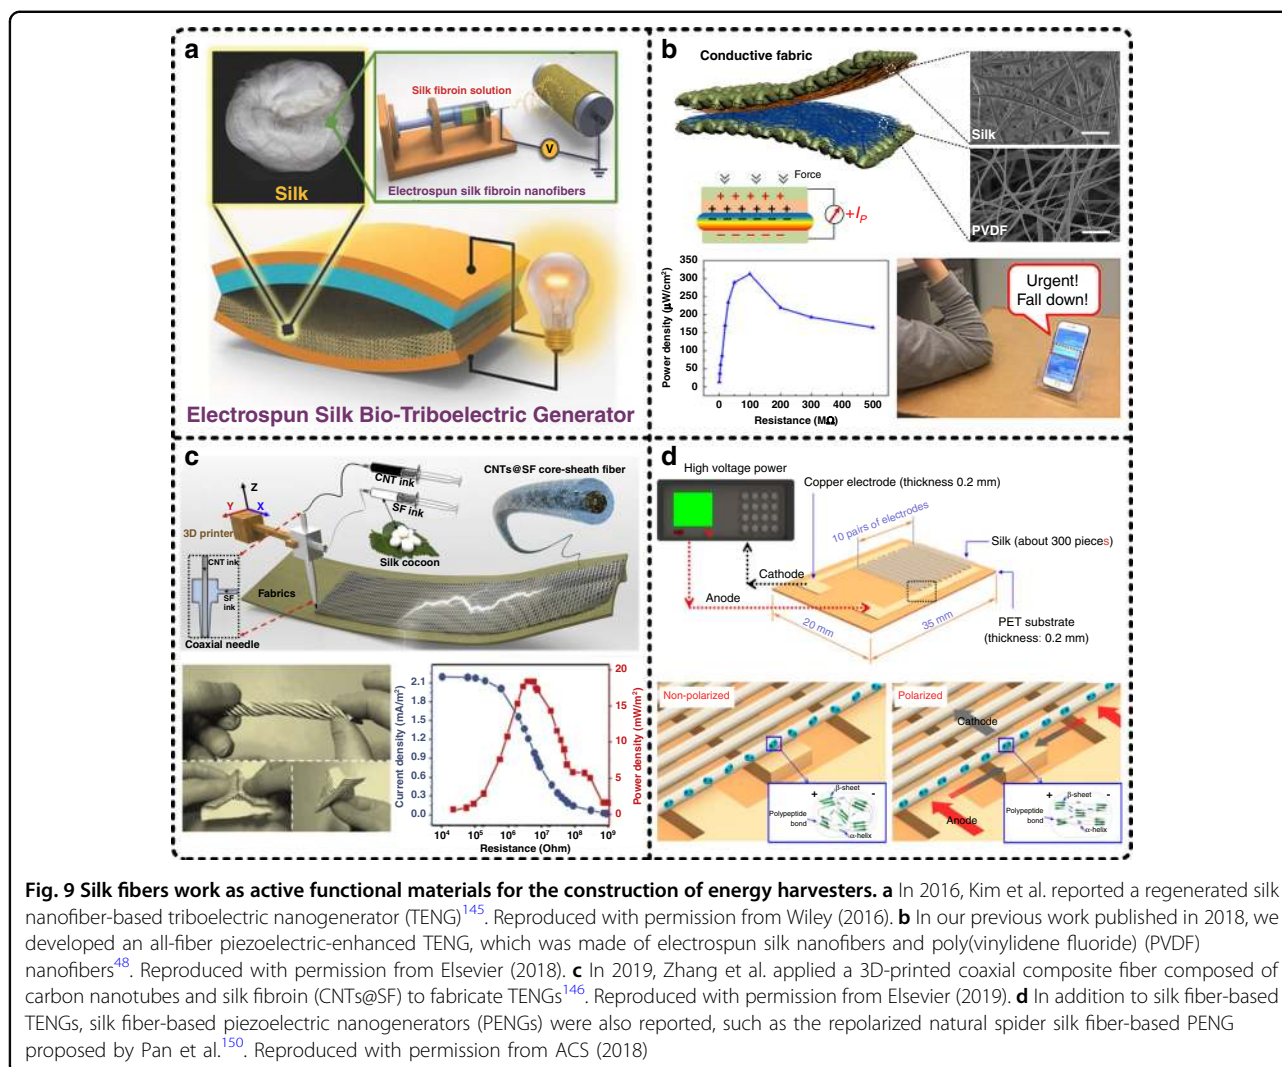 a
Silk fibroin solution
V
Electrospun silk fibroin nanofibers
Silk
Electrospun Silk Bio-Triboelectric Generator
b
Conductive fabric
Silk
PVDF
Force
+ + + + + +
+ + + + + +
− − − − − −
− − − − − −
+I_P
350
300
250
200
150
100
50
0
Power density (μW/cm²)
0 100 200 300 400 500
Resistance (MΩ)
Urgent!
Fall down!
c
CNT ink
SF ink
CNTs@SF core-sheath fiber
Z
Y
X
3D printer
Silk cocoon
CNT ink
SF
ink
Fabrics
Coaxial needle
2.1
1.8
1.5
1.2
0.9
0.6
0.3
0.0
Current density (mA/m²)
20
15
10
5
0
Power density (mW/m²)
10⁴ 10⁵ 10⁶ 10⁷ 10⁸ 10⁹
Resistance (Ohm)
d
High voltage power
Copper electrode (thickness 0.2 mm)
10 pairs of electrodes
Silk (about 300 pieces)
Cathode
Anode
20 mm
35 mm
PET substrate
(thickness: 0.2 mm)
Non-polarized
+ -
β-sheet
Polypeptide
bond
α-helix
Polarized
Cathode
Anode
+ -
β-sheet
Polypeptide
bond
α-helix
Fig. 9 Silk fibers work as active functional materials for the construction of energy harvesters. a In 2016, Kim et al. reported a regenerated silk
nanofiber-based triboelectric nanogenerator (TENG)¹⁴⁵. Reproduced with permission from Wiley (2016). b In our previous work published in 2018, we
developed an all-fiber piezoelectric-enhanced TENG, which was made of electrospun silk nanofibers and poly(vinylidene fluoride) (PVDF)
nanofibers⁴⁸. Reproduced with permission from Elsevier (2018). c In 2019, Zhang et al. applied a 3D-printed coaxial composite fiber composed of
carbon nanotubes and silk fibroin (CNTs@SF) to fabricate TENGs¹⁴⁶. Reproduced with permission from Elsevier (2019). d In addition to silk fiber-based
TENGs, silk fiber-based piezoelectric nanogenerators (PENGs) were also reported, such as the repolarized natural spider silk fiber-based PENG
proposed by Pan et al.¹⁵⁰. Reproduced with permission from ACS (2018)